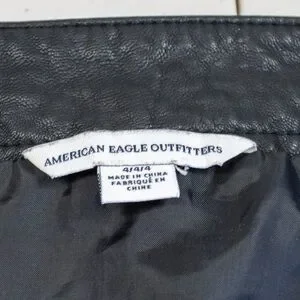 AMERICAN EAGLE OUTFITTERS
4/4/4
MADE IN CHINA
FABRIQUÉ EN
CHINE